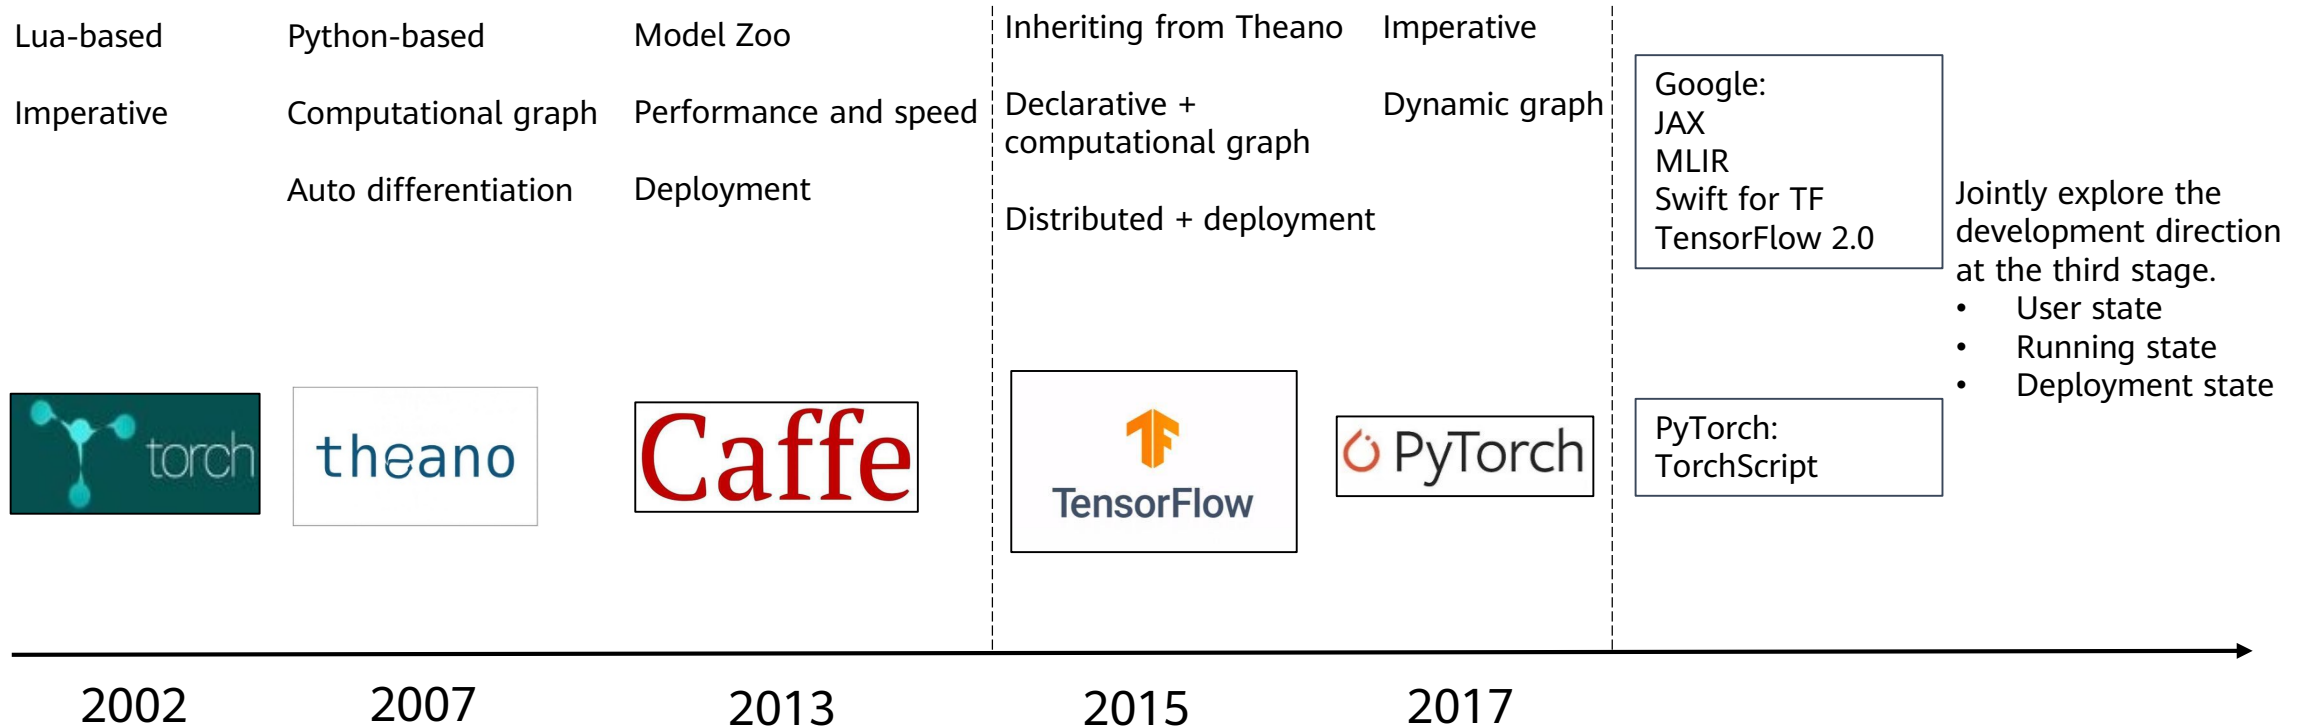 Lua-based
Imperative
Python-based
Computational graph
Auto differentiation
Model Zoo
Performance and speed
Deployment
Inheriting from Theano
Declarative +
computational graph
Distributed + deployment
Imperative
Dynamic graph
Google:
JAX
MLIR
Swift for TF
TensorFlow 2.0
Jointly explore the
development direction
at the third stage.
• User state
• Running state
• Deployment state
torch
theano
Caffe
TensorFlow
PyTorch
PyTorch:
TorchScript
2002
2007
2013
2015
2017